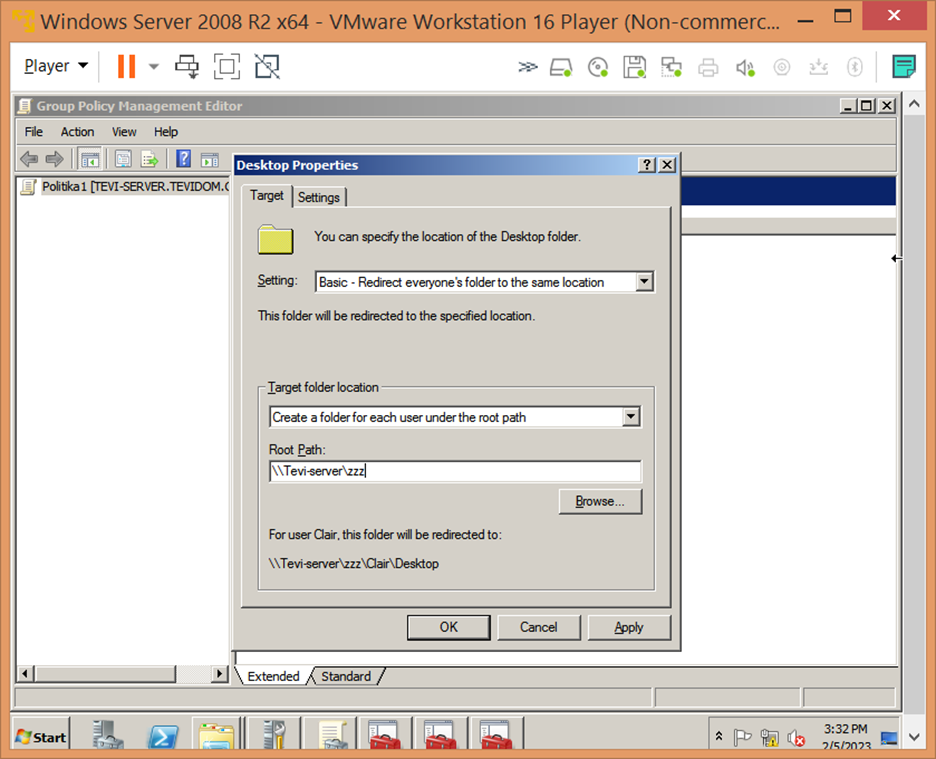 Windows Server 2008 R2 x64 - VMware Workstation 16 Player (Non-commerc...
Player
Group Policy Management Editor
File Action View Help
Politika1 [TEVI-SERVER.TEVIDOM.
Desktop Properties
Target Settings
You can specify the location of the Desktop folder.
Setting: Basic - Redirect everyone's folder to the same location
This folder will be redirected to the specified location.
Target folder location
Create a folder for each user under the root path
Root Path:
\\Tevi-server\zzz
Browse...
For user Clair, this folder will be redirected to:
\\Tevi-server\zzz\Clair\Desktop
OK Cancel Apply
Extended Standard
Start
3:32 PM
2/5/2023